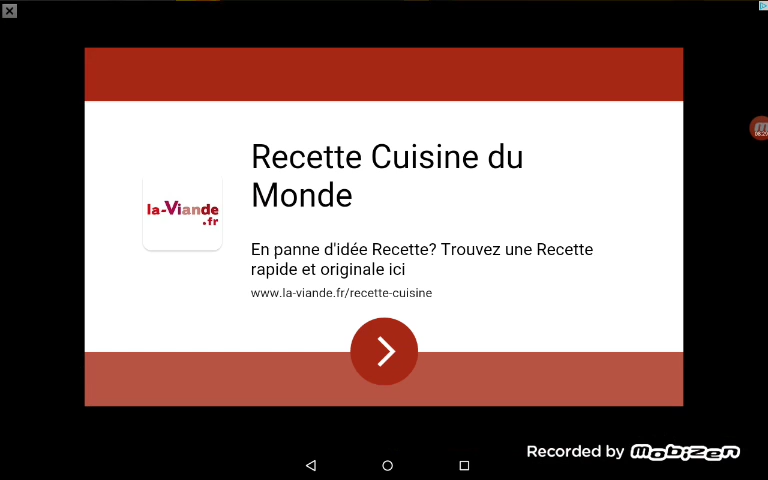 Recette Cuisine du
Monde
la-Viande
.fr
En panne d'idée Recette? Trouvez une Recette
rapide et originale ici
www.la-viande.fr/recette-cuisine
Recorded by mobizen